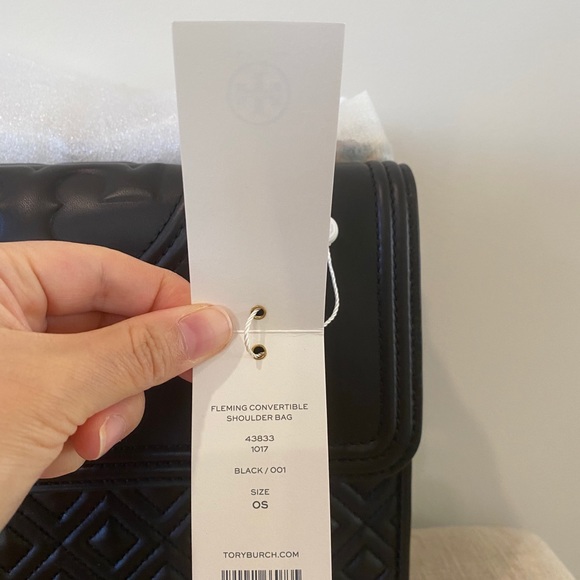 FLEMING CONVERTIBLE
SHOULDER BAG
43833
1017
BLACK / 001
SIZE
OS
TORYBURCH.COM